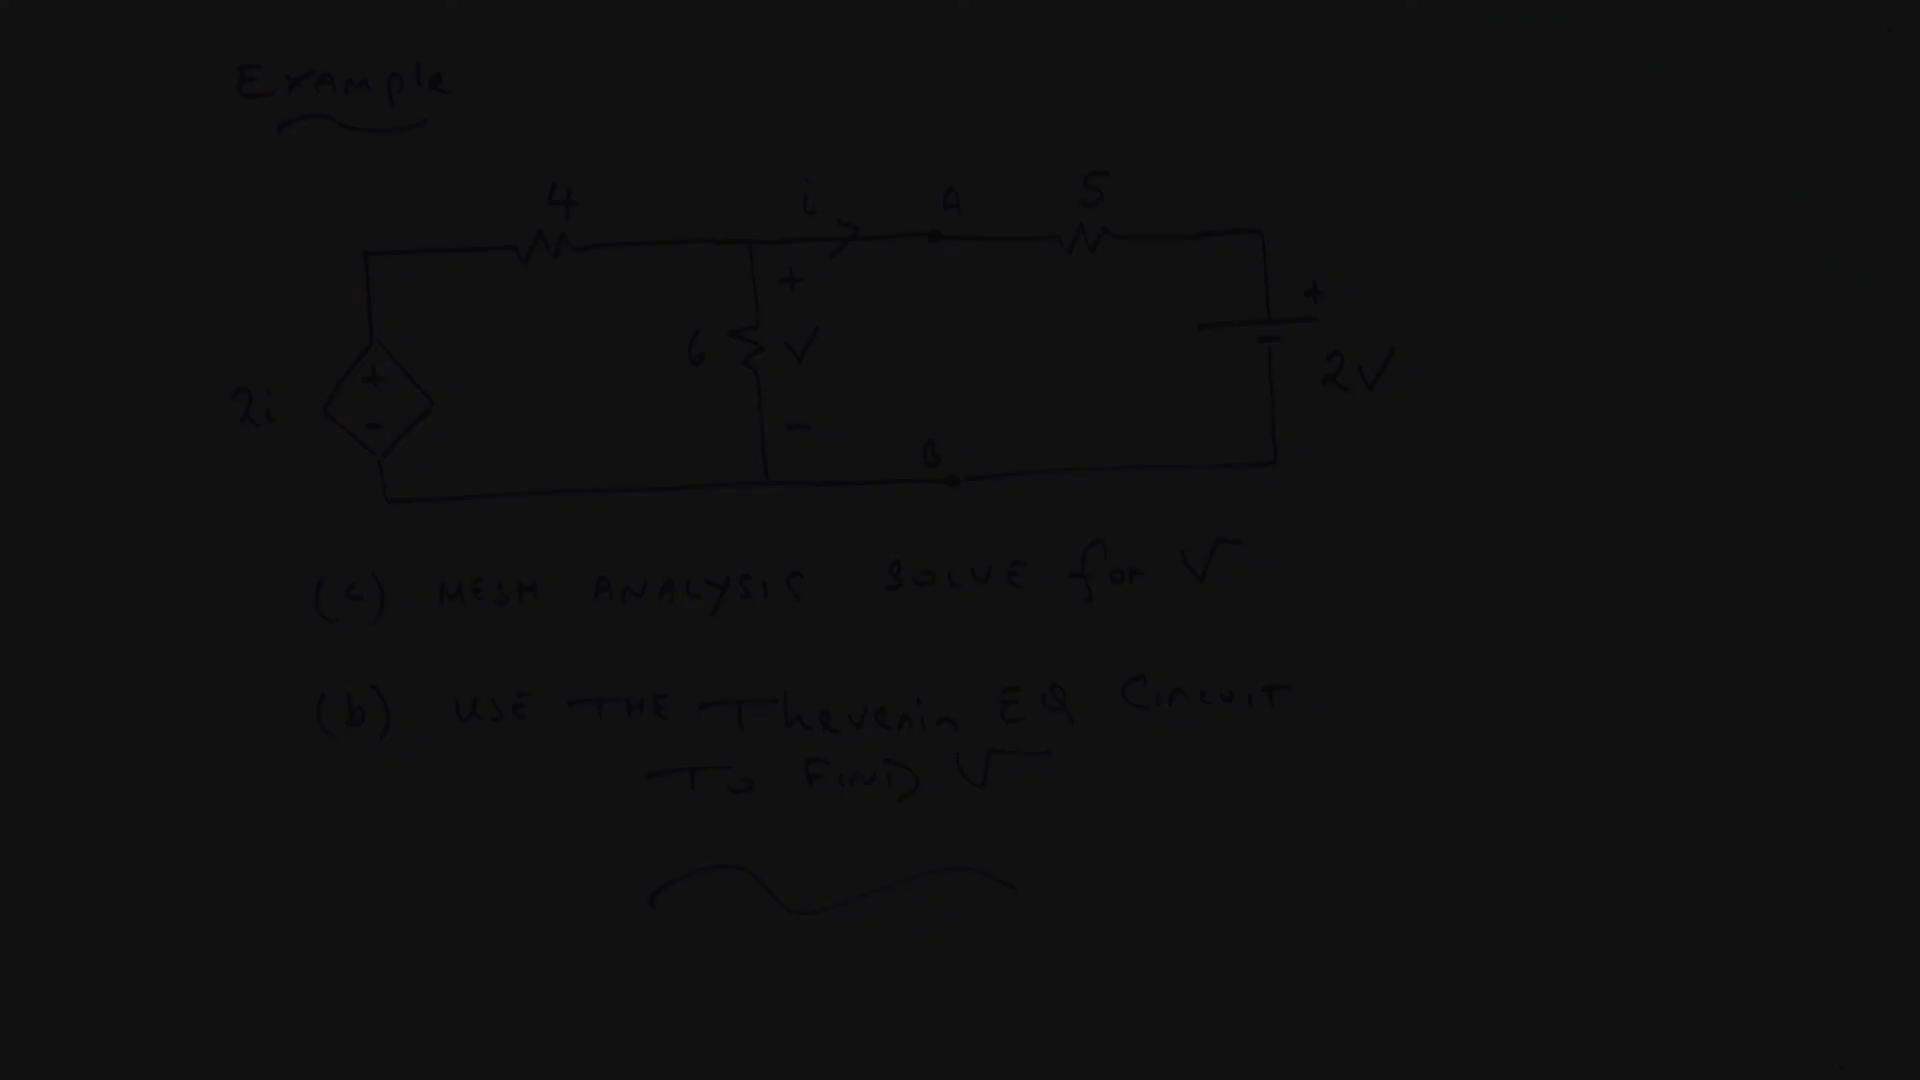 Example
4 i A 5
+ +
6 V
2i + - 2V
-
B
(c) MESH ANALYSIS SOLVE for V
(b) USE THE Thevenin EQ CIRCUIT
TO FIND V